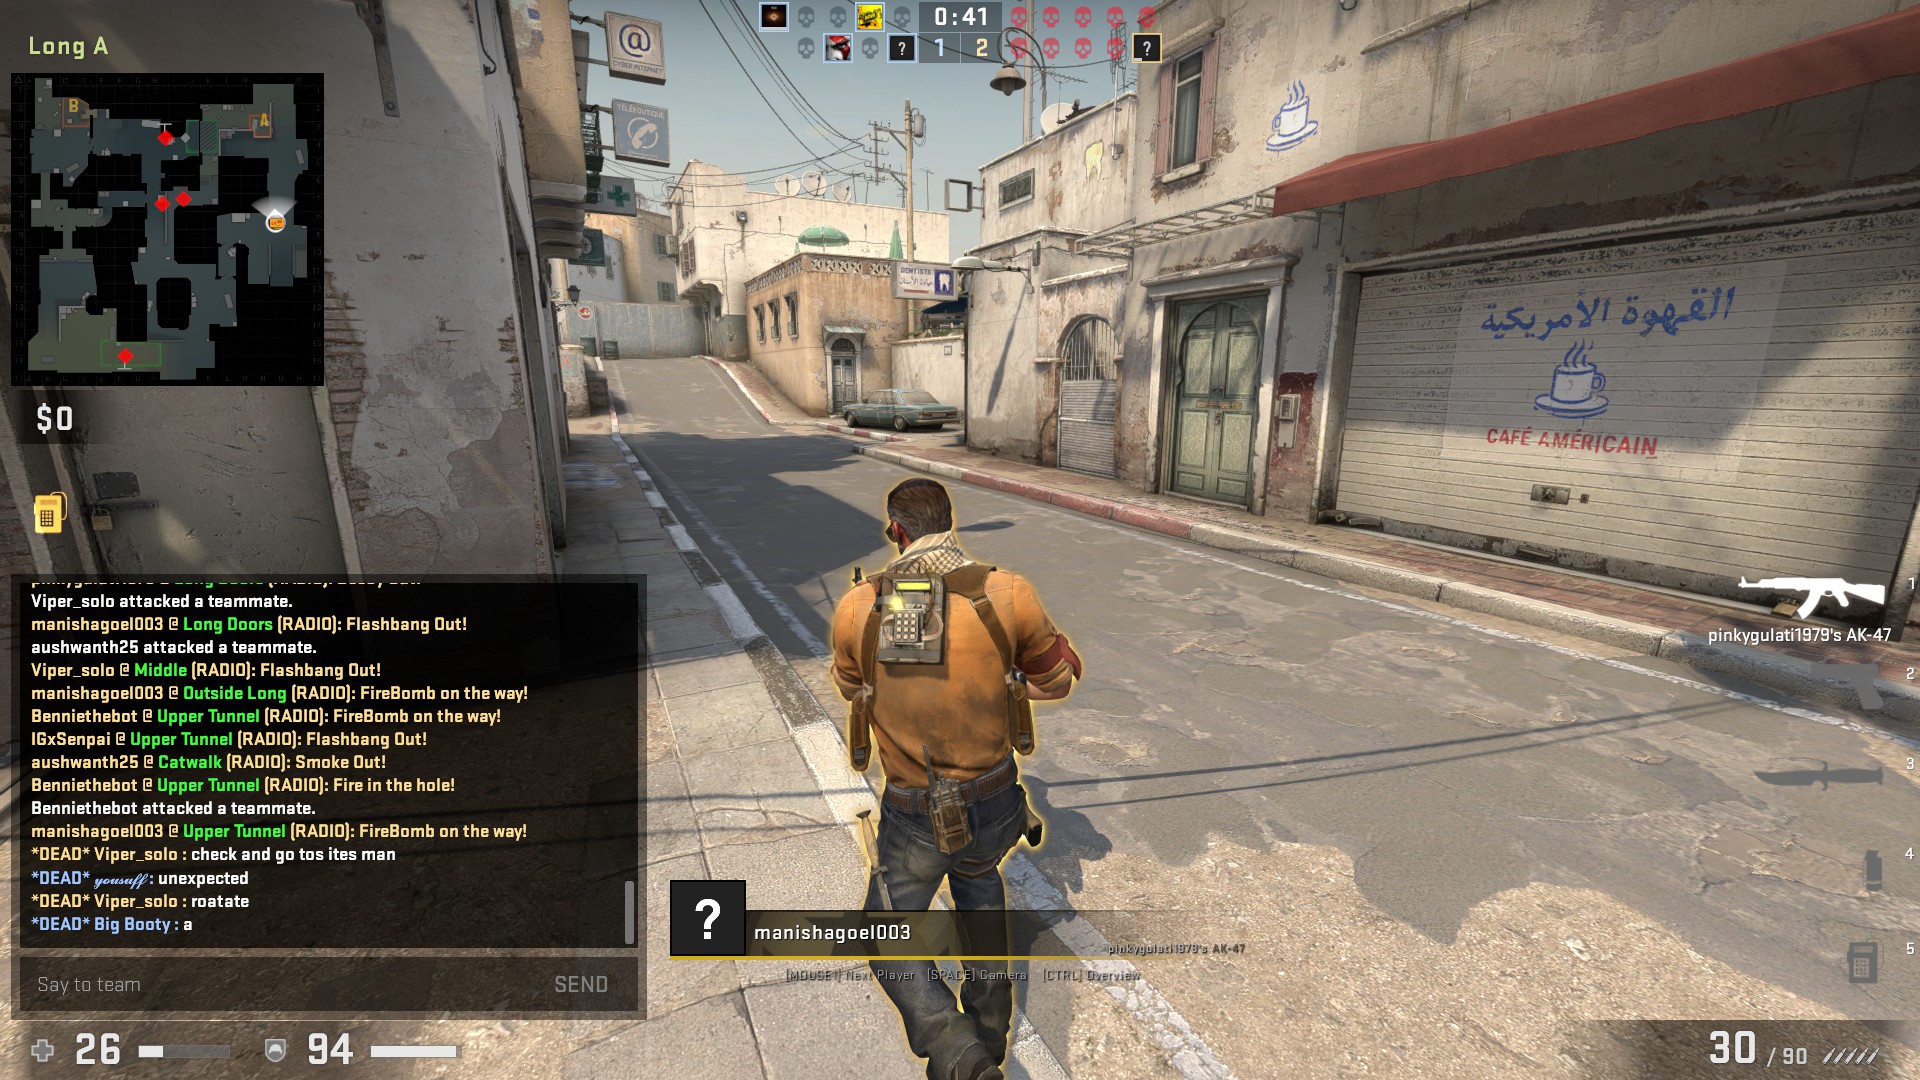 Long A
0:41
1 2
? ?
@
CYBER INTERNET
TÉLÉBOUTIQUE
B
A
DENTISTE
القهوة الأمريكية
CAFÉ AMÉRICAIN
$0
Viper_solo attacked a teammate.
manishagoel003 @ Long Doors (RADIO): Flashbang Out!
aushwanth25 attacked a teammate.
Viper_solo @ Middle (RADIO): Flashbang Out!
manishagoel003 @ Outside Long (RADIO): FireBomb on the way!
Benniethebot @ Upper Tunnel (RADIO): FireBomb on the way!
IGxSenpai @ Upper Tunnel (RADIO): Flashbang Out!
aushwanth25 @ Catwalk (RADIO): Smoke Out!
Benniethebot @ Upper Tunnel (RADIO): Fire in the hole!
Benniethebot attacked a teammate.
manishagoel003 @ Upper Tunnel (RADIO): FireBomb on the way!
*DEAD* Viper_solo : check and go tos ites man
*DEAD* 𝔂𝓸𝓾𝓼𝓾𝓯𝓯 : unexpected
*DEAD* Viper_solo : roatate
*DEAD* Big Booty : a
Say to team SEND
26 94
?
manishagoel003
pinkygulati1979's AK-47
[MOUSE1] Next Player [SPACE] Camera [CTRL] Overview
1
pinkygulati1979's AK-47
2
3
4
5
30 / 90